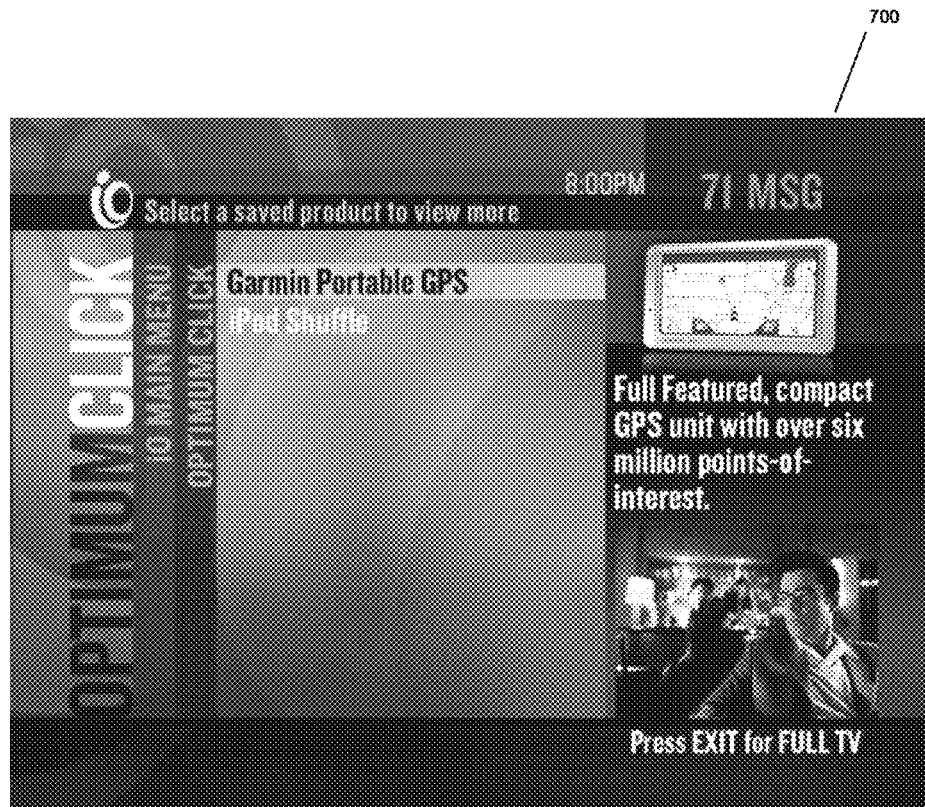 700
8:00PM
71 MSG
Select a saved product to view more
OPTIMUMCLICK
TO MAIN MENU
OPTIMUM CLICK
Garmin Portable GPS
iPod Shuffle
Full Featured, compact
GPS unit with over six
million points-of-
interest.
Press EXIT for FULL TV